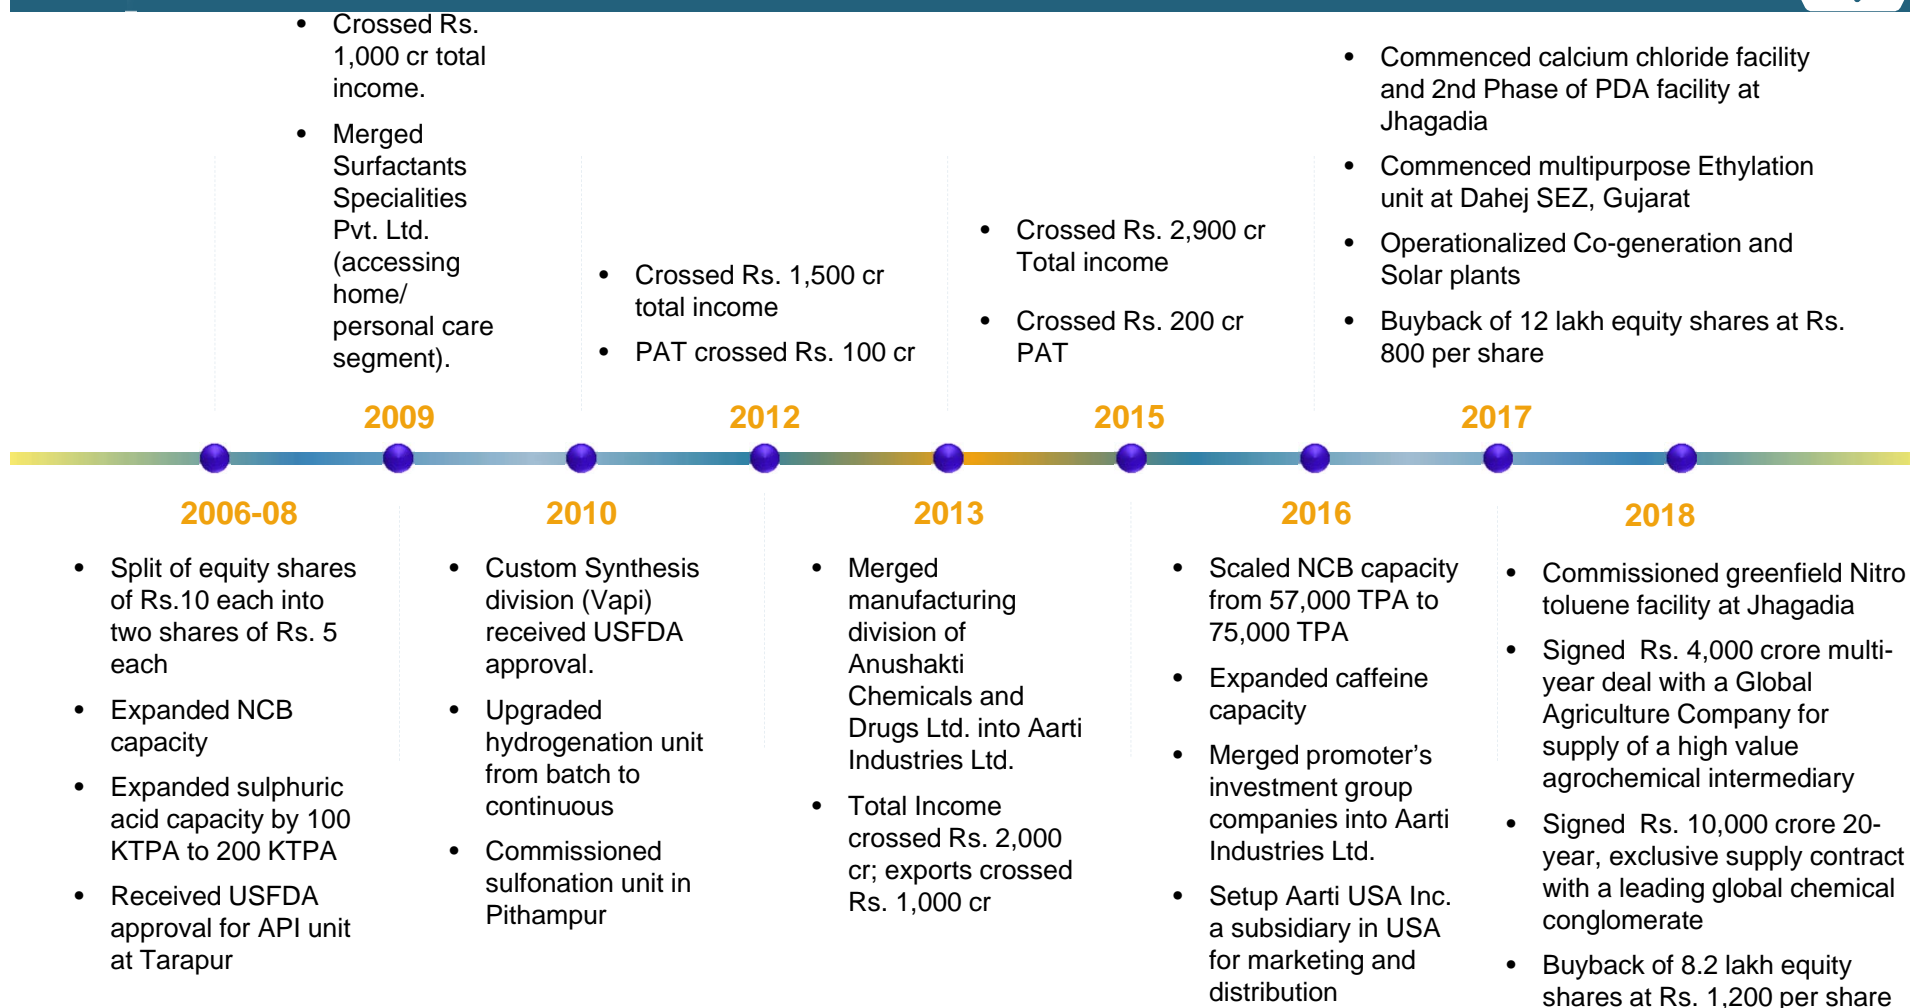 • Crossed Rs.
1,000 cr total
income.
• Merged
Surfactants
Specialities
Pvt. Ltd.
(accessing
home/
personal care
segment).
2009
• Crossed Rs. 1,500 cr
total income
• PAT crossed Rs. 100 cr
2012
• Crossed Rs. 2,900 cr
Total income
• Crossed Rs. 200 cr
PAT
2015
• Commenced calcium chloride facility
and 2nd Phase of PDA facility at
Jhagadia
• Commenced multipurpose Ethylation
unit at Dahej SEZ, Gujarat
• Operationalized Co-generation and
Solar plants
• Buyback of 12 lakh equity shares at Rs.
800 per share
2017
2006-08
• Split of equity shares
of Rs.10 each into
two shares of Rs. 5
each
• Expanded NCB
capacity
• Expanded sulphuric
acid capacity by 100
KTPA to 200 KTPA
• Received USFDA
approval for API unit
at Tarapur
2010
• Custom Synthesis
division (Vapi)
received USFDA
approval.
• Upgraded
hydrogenation unit
from batch to
continuous
• Commissioned
sulfonation unit in
Pithampur
2013
• Merged
manufacturing
division of
Anushakti
Chemicals and
Drugs Ltd. into Aarti
Industries Ltd.
• Total Income
crossed Rs. 2,000
cr; exports crossed
Rs. 1,000 cr
2016
• Scaled NCB capacity
from 57,000 TPA to
75,000 TPA
• Expanded caffeine
capacity
• Merged promoter’s
investment group
companies into Aarti
Industries Ltd.
• Setup Aarti USA Inc.
a subsidiary in USA
for marketing and
distribution
2018
• Commissioned greenfield Nitro
toluene facility at Jhagadia
• Signed  Rs. 4,000 crore multi-
year deal with a Global
Agriculture Company for
supply of a high value
agrochemical intermediary
• Signed  Rs. 10,000 crore 20-
year, exclusive supply contract
with a leading global chemical
conglomerate
• Buyback of 8.2 lakh equity
shares at Rs. 1,200 per share